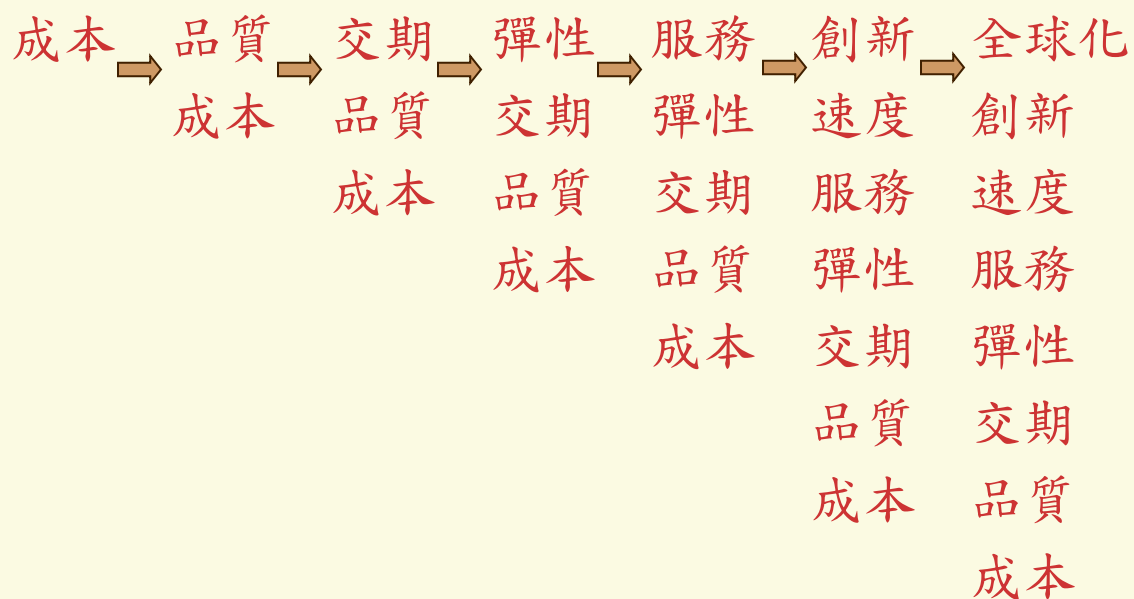 成本 品質 交期 彈性 服務 創新 全球化
成本 品質 交期 彈性 速度 創新
成本 品質 交期 服務 速度
成本 品質 彈性 服務
成本 交期 彈性
品質 交期
成本 品質
成本